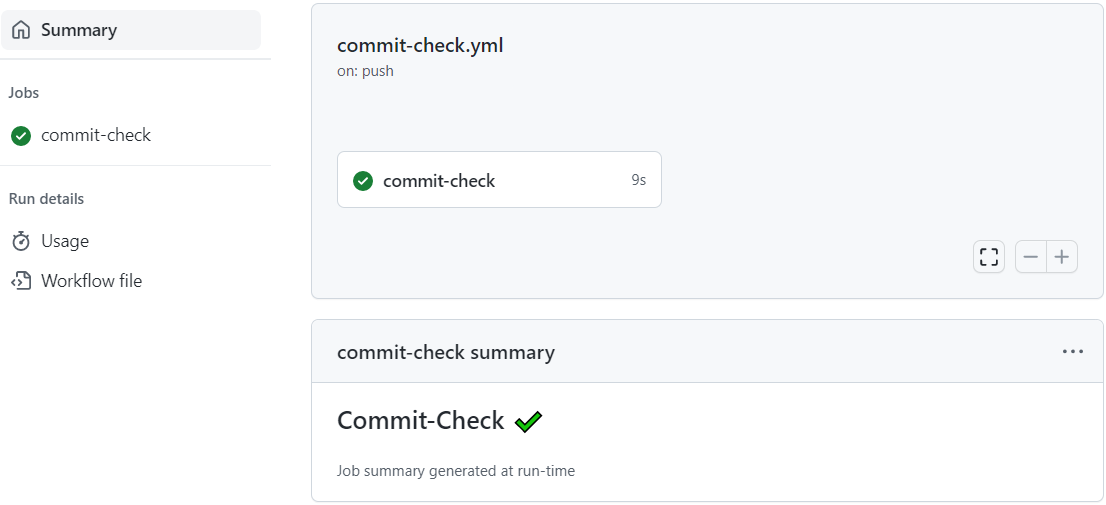 Summary
Jobs
commit-check
Run details
Usage
Workflow file
commit-check.yml
on: push
commit-check 9s
commit-check summary
Commit-Check
Job summary generated at run-time